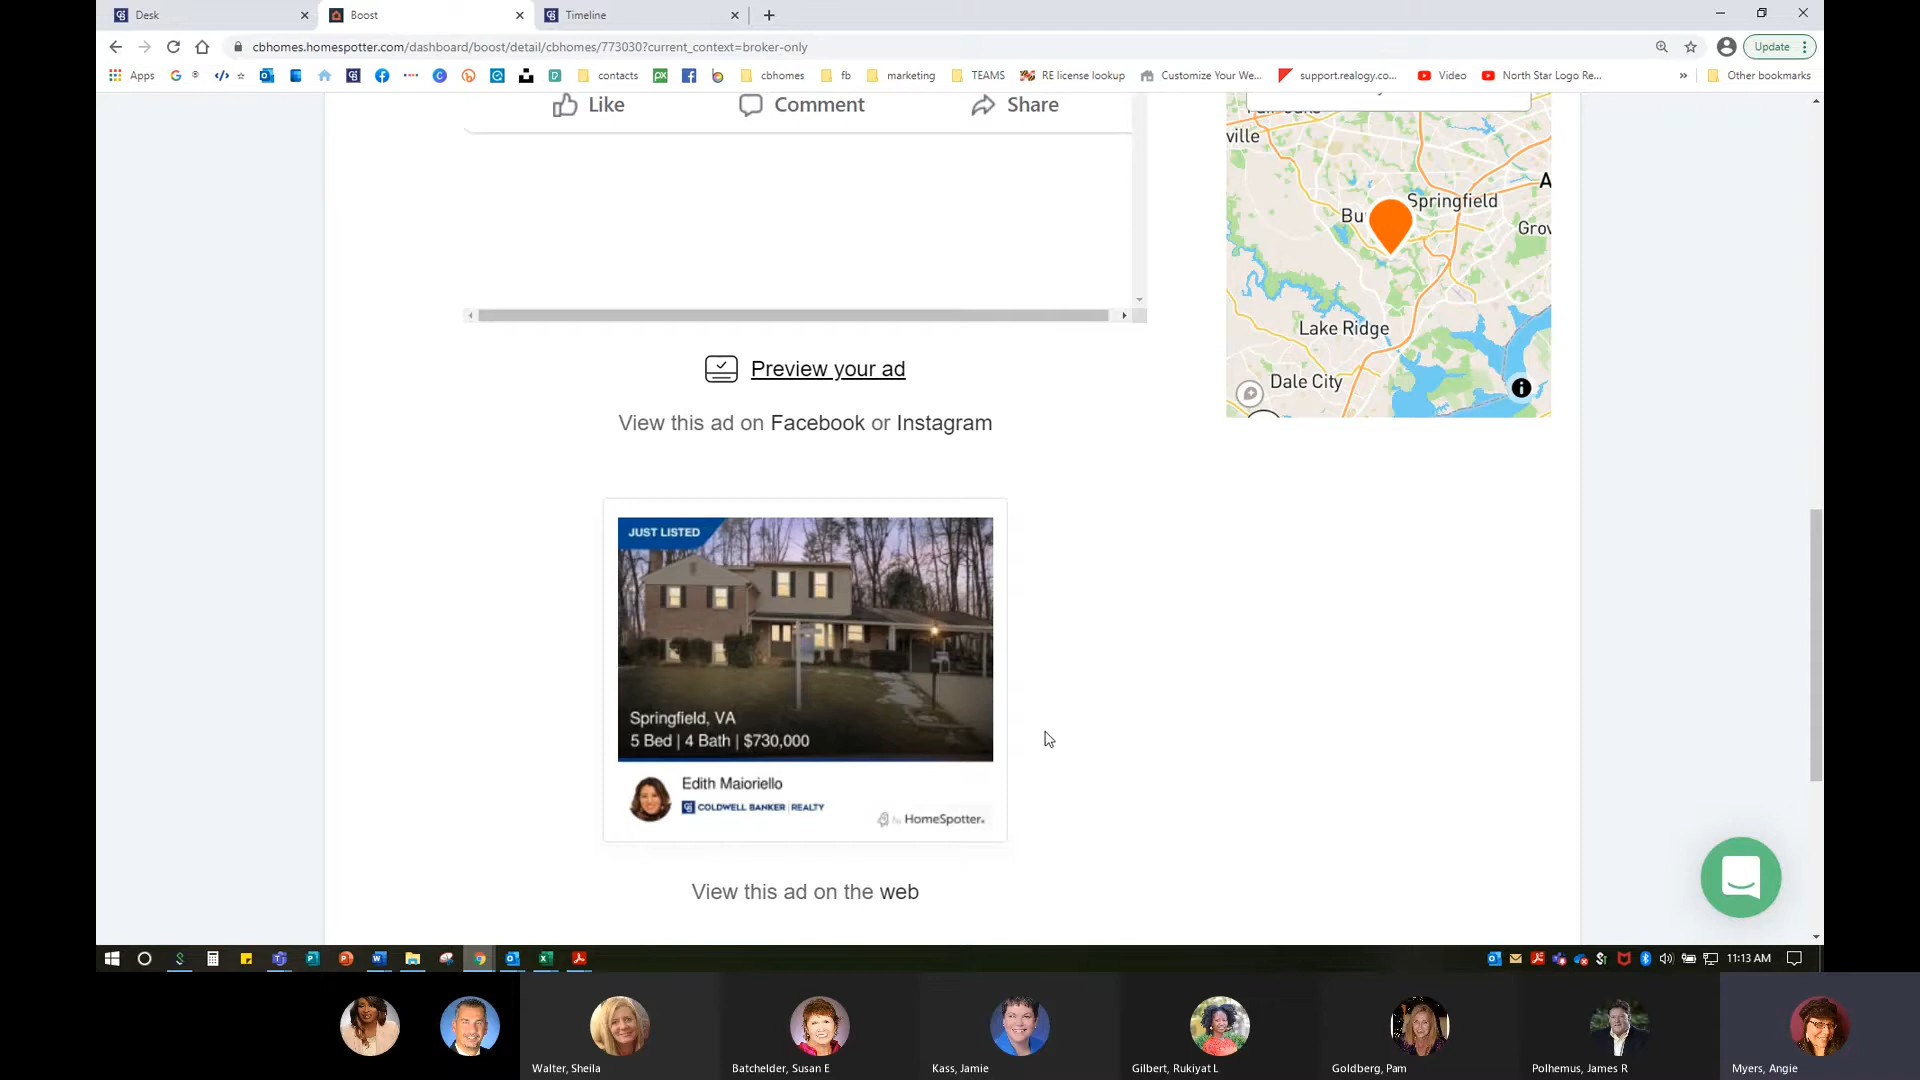 Desk
Boost
Timeline
cbhomes.homespotter.com/dashboard/boost/detail/cbhomes/773030?current_context=broker-only
Update
Apps
contacts
cbhomes
fb
marketing
TEAMS
RE license lookup
Customize Your We...
support.realogy.co...
Video
North Star Logo Re...
Other bookmarks
Like
Comment
Share
ville
Springfield
Bu
Grov
Lake Ridge
Dale City
Preview your ad
View this ad on Facebook or Instagram
JUST LISTED
Springfield, VA
5 Bed | 4 Bath | $730,000
Edith Maioriello
COLDWELL BANKER | REALTY
by HomeSpotter
View this ad on the web
11:13 AM
Walter, Sheila
Batchelder, Susan E
Kass, Jamie
Gilbert, Rukiyat L
Goldberg, Pam
Polhemus, James R
Myers, Angie